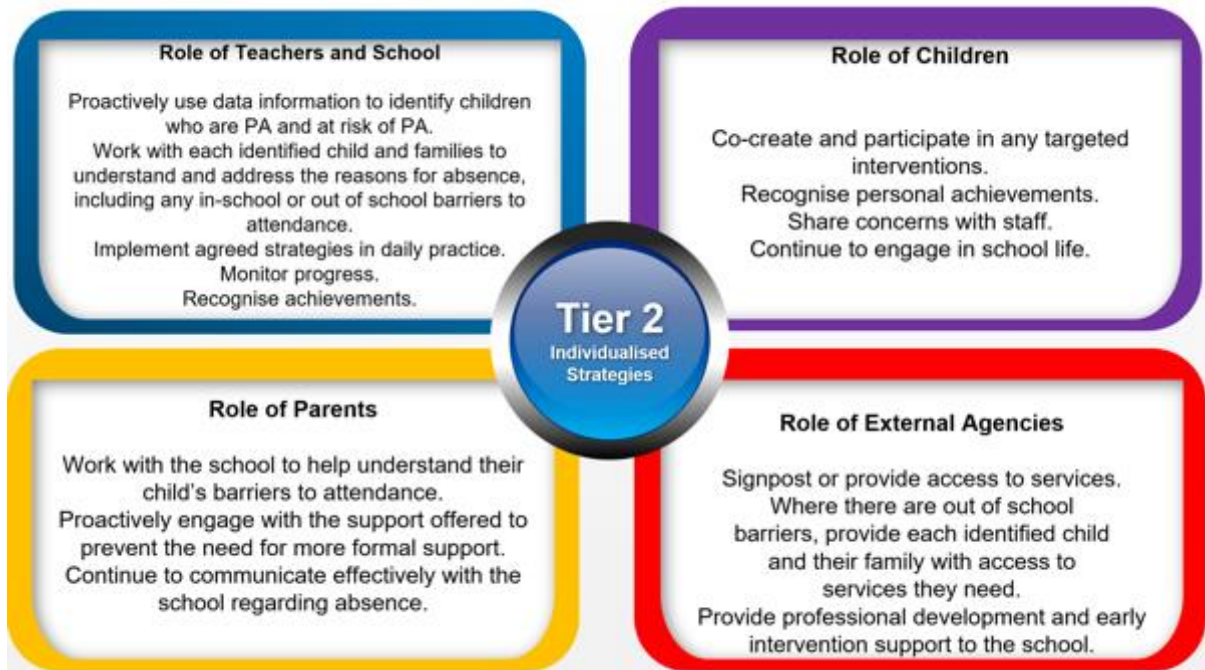 Role of Teachers and School
Proactively use data information to identify children
who are PA and at risk of PA.
Work with each identified child and families to
understand and address the reasons for absence,
including any in-school or out of school barriers to
attendance.
Implement agreed strategies in daily practice.
Monitor progress.
Recognise achievements.
Role of Children
Co-create and participate in any targeted
interventions.
Recognise personal achievements.
Share concerns with staff.
Continue to engage in school life.
Tier 2
Individualised
Strategies
Role of Parents
Work with the school to help understand their
child's barriers to attendance.
Proactively engage with the support offered to
prevent the need for more formal support.
Continue to communicate effectively with the
school regarding absence.
Role of External Agencies
Signpost or provide access to services.
Where there are out of school
barriers, provide each identified child
and their family with access to
services they need.
Provide professional development and early
intervention support to the school.